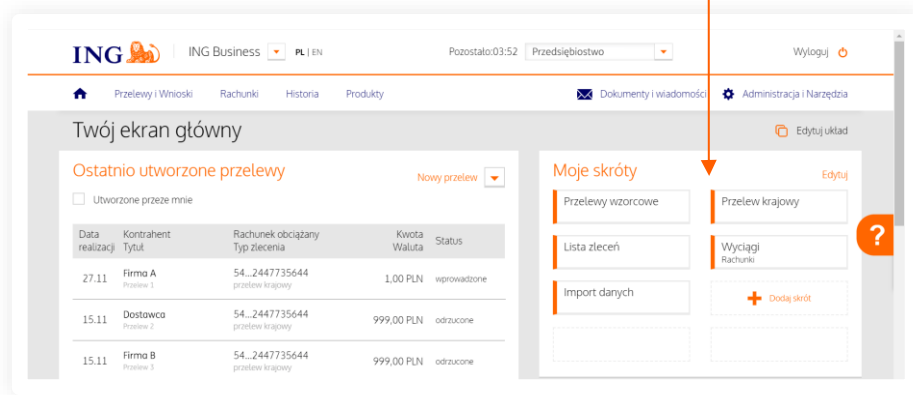 ING ING Business PL | EN Pozostało:03:52 Przedsiębiorstwo Wyloguj
Przelewy i Wnioski Rachunki Historia Produkty Dokumenty i wiadomości Administracja i Narzędzia
Twój ekran główny Edytuj układ
Ostatnio utworzone przelewy Nowy przelew
Utworzone przeze mnie
Data realizacji Kontrahent Tytuł Rachunek obciążany Typ zlecenia Kwota Waluta Status
27.11 Firma A 54...2447735644 1,00 PLN wprowadzone
Przelew 1 przelew krajowy
15.11 Dostawca 54...2447735644 999,00 PLN odrzucone
Przelew 2 przelew krajowy
15.11 Firma B 54...2447735644 999,00 PLN odrzucone
Przelew 3 przelew krajowy
Moje skróty Edytuj
Przelewy wzorcowe Przelew krajowy
Lista zleceń Wyciągi
Rachunki
Import danych Dodaj skrót
?